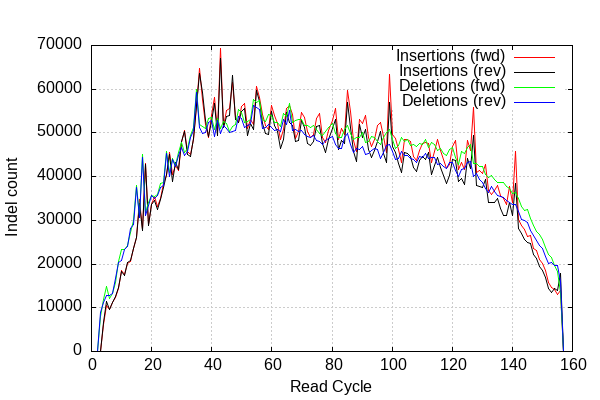 70000
60000
50000
40000
30000
20000
10000
0
Indel count
Insertions (fwd)
Insertions (rev)
Deletions (fwd)
Deletions (rev)
0 20 40 60 80 100 120 140 160
Read Cycle